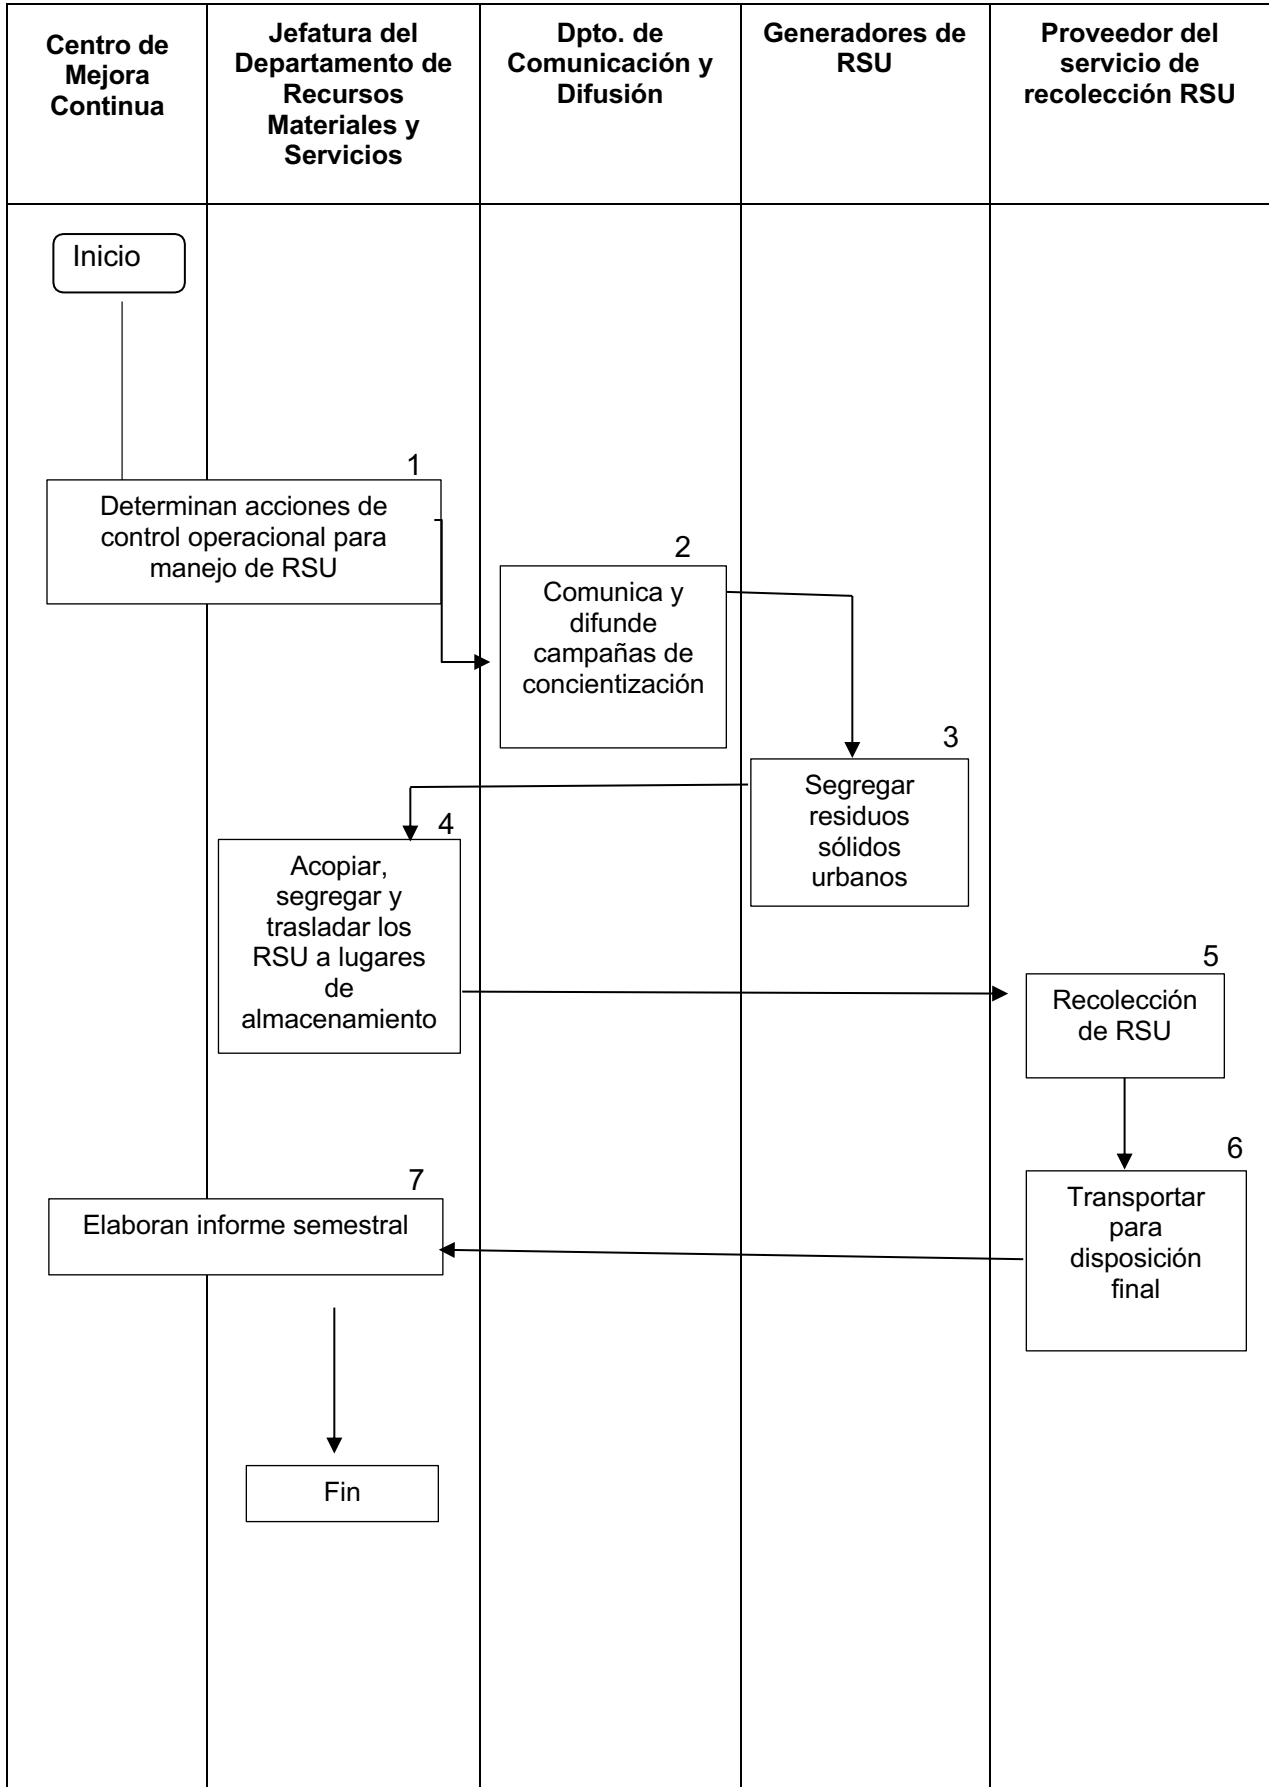 Centro de
Mejora
Continua
Jefatura del
Departamento de
Recursos
Materiales y
Servicios
Dpto. de
Comunicación y
Difusión
Generadores de
RSU
Proveedor del
servicio de
recolección RSU
Inicio
1
Determinan acciones de
control operacional para
manejo de RSU
2
Comunica y
difunde
campañas de
concientización
3
Segregar
residuos
sólidos
urbanos
4
Acopiar,
segregar y
trasladar los
RSU a lugares
de
almacenamiento
5
Recolección
de RSU
6
Transportar
para
disposición
final
7
Elaboran informe semestral
Fin